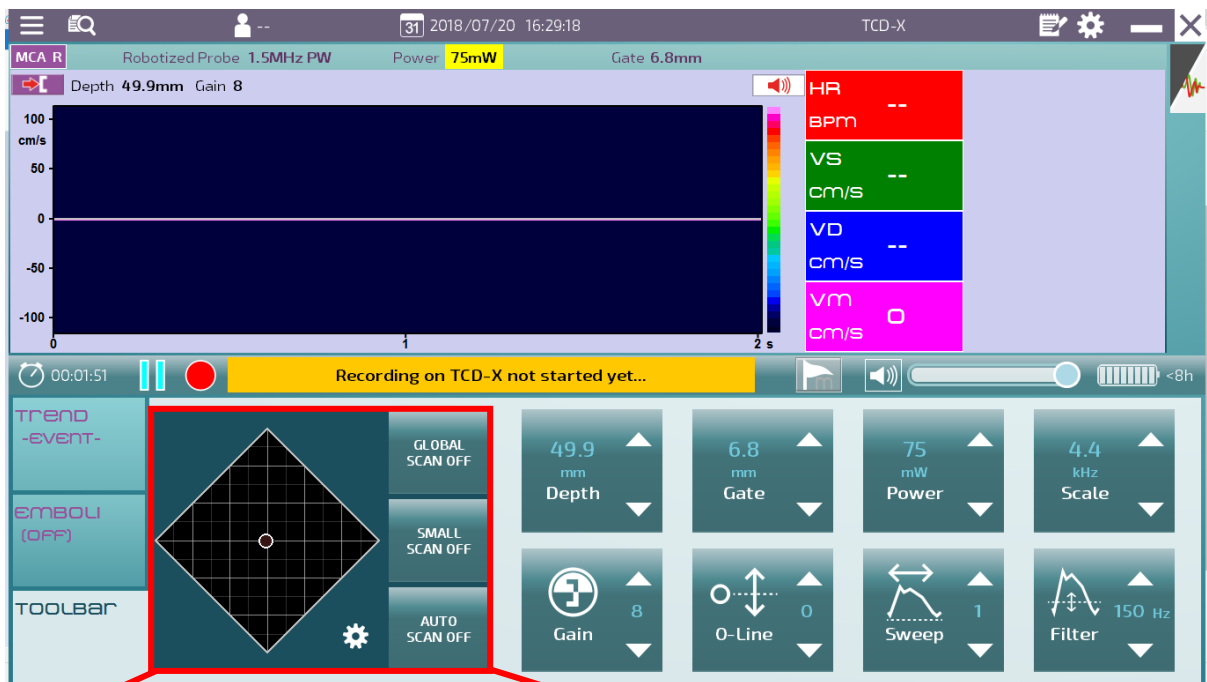 -- 31 2018/07/20 16:29:18 TCD-X
MCA R Robotized Probe 1.5MHz PW Power 75mW Gate 6.8mm
Depth 49.9mm Gain 8
100
cm/s
50
0
-50
-100
0 1 2 s
HR
BPM
--
VS
cm/s
--
VD
cm/s
--
Vm
cm/s
0
00:01:51 Recording on TCD-X not started yet... m <8h
Trend
-EVENT-
EMBOLI
(OFF)
TOOLBar
GLOBAL
SCAN OFF
SMALL
SCAN OFF
AUTO
SCAN OFF
49.9
mm
Depth
6.8
mm
Gate
75
mW
Power
4.4
kHz
Scale
8
Gain
0
0-Line
1
Sweep
150 Hz
Filter